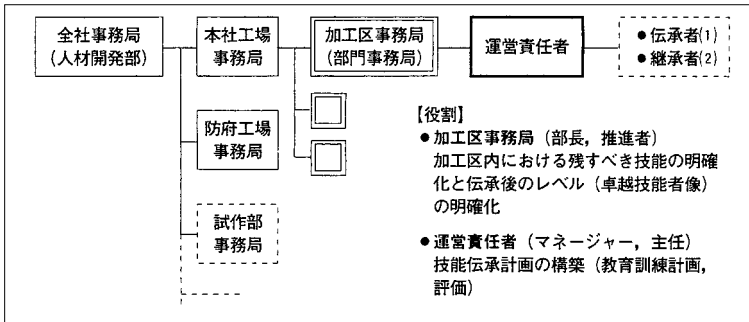 全社事務局
(人材開発部)
本社工場
事務局
加工区事務局
(部門事務局)
運営責任者
●伝承者(1)
●継承者(2)
防府工場
事務局
試作部
事務局
【役割】
●加工区事務局(部長，推進者)
加工区内における残すべき技能の明確
化と伝承後のレベル(卓越技能者像)
の明確化
●運営責任者(マネージャー，主任)
技能伝承計画の構築(教育訓練計画，
評価)